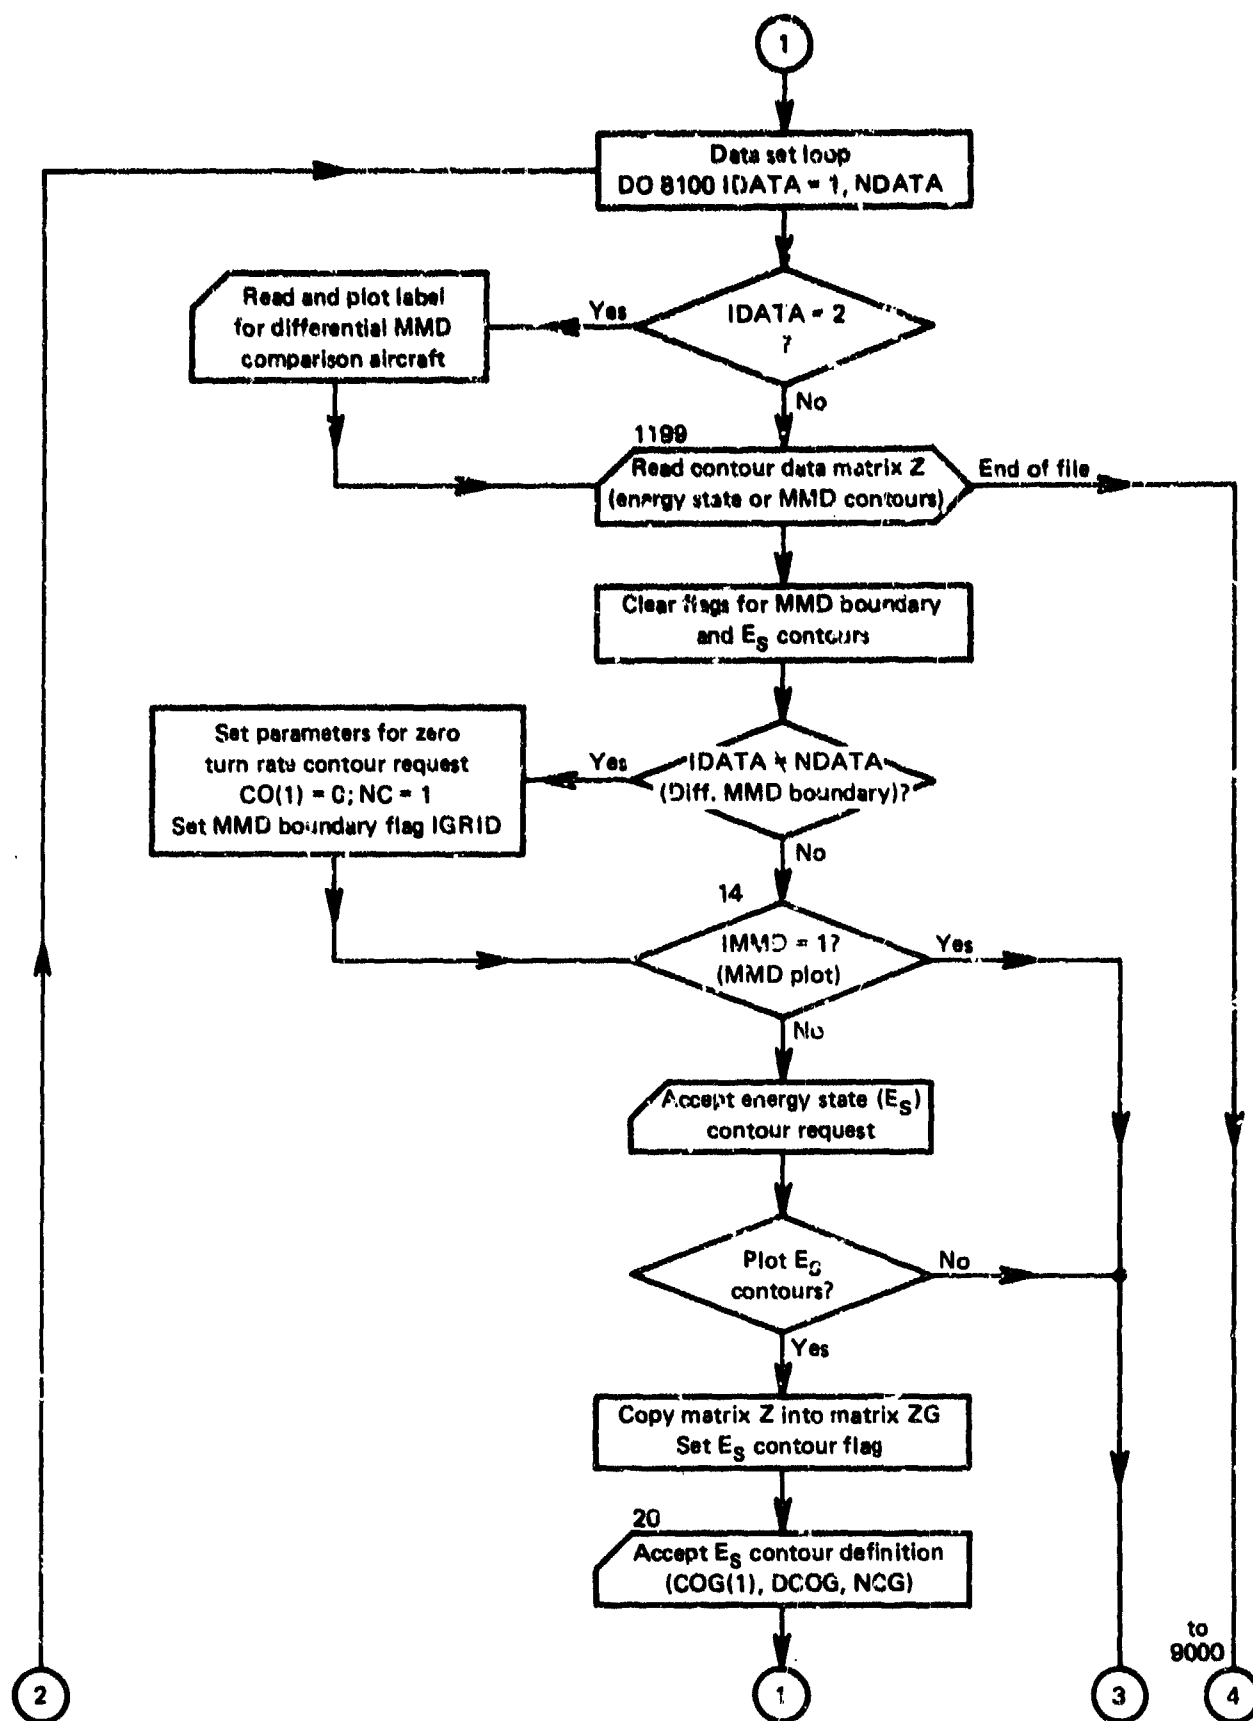 1
Data set loop
DO 8100 IDATA = 1, NDATA
Read and plot label
for differential MMD
comparison aircraft
Yes
IDATA = 2
?
No
1199
Read contour data matrix Z
(energy state or MMD contours)
End of file
Clear flags for MMD boundary
and ES contours
Set parameters for zero
turn rate contour request
CO(1) = 0; NC = 1
Set MMD boundary flag IGRID
Yes
IDATA ≠ NDATA
(Diff. MMD boundary)?
No
14
IMMD = 1?
(MMD plot)
Yes
No
Accept energy state (ES)
contour request
Plot ES
contours?
No
Yes
Copy matrix Z into matrix ZG
Set ES contour flag
20
Accept ES contour definition
(COG(1), DCOG, NCG)
to
9000
2
1
3
4